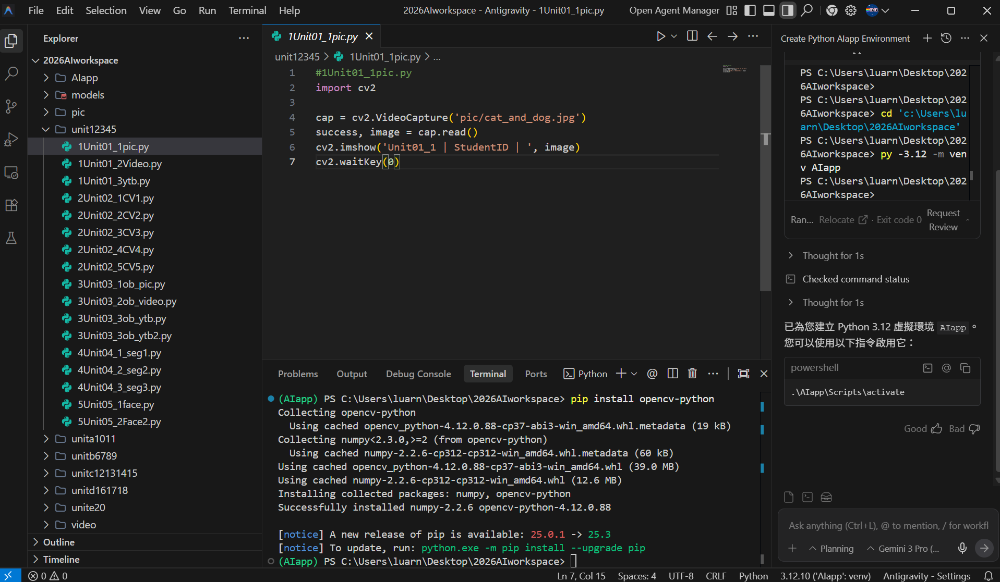 File Edit Selection View Go Run Terminal Help
2026AIworkspace - Antigravity - 1Unit01_1pic.py
Open Agent Manager
Explorer
2026AIworkspace
AIapp
models
pic
unit12345
1Unit01_1pic.py
1Unit01_2Video.py
1Unit01_3ytb.py
2Unit02_1CV1.py
2Unit02_2CV2.py
2Unit02_3CV3.py
2Unit02_4CV4.py
2Unit02_5CV5.py
3Unit03_1ob_pic.py
3Unit03_2ob_video.py
3Unit03_3ob_ytb.py
3Unit03_3ob_ytb2.py
4Unit04_1_seg1.py
4Unit04_2_seg2.py
4Unit04_3_seg3.py
5Unit05_1face.py
5Unit05_2Face2.py
unita1011
unitb6789
unitc12131415
unitd161718
unite20
video
Outline
Timeline
1Unit01_1pic.py
unit12345 > 1Unit01_1pic.py > ...
1 #1Unit01_1pic.py
2 import cv2
3
4 cap = cv2.VideoCapture('pic/cat_and_dog.jpg')
5 success, image = cap.read()
6 cv2.imshow('Unit01_1 | StudentID | ', image)
7 cv2.waitKey(0)
Problems Output Debug Console Terminal Ports Python
(AIapp) PS C:\Users\luarn\Desktop\2026AIworkspace> pip install opencv-python
Collecting opencv-python
Using cached opencv_python-4.12.0.88-cp37-abi3-win_amd64.whl.metadata (19 kB)
Collecting numpy<2.3.0,>=2 (from opencv-python)
Using cached numpy-2.2.6-cp312-cp312-win_amd64.whl.metadata (60 kB)
Using cached opencv_python-4.12.0.88-cp37-abi3-win_amd64.whl (39.0 MB)
Using cached numpy-2.2.6-cp312-cp312-win_amd64.whl (12.6 MB)
Installing collected packages: numpy, opencv-python
Successfully installed numpy-2.2.6 opencv-python-4.12.0.88
[notice] A new release of pip is available: 25.0.1 -> 25.3
[notice] To update, run: python.exe -m pip install --upgrade pip
(AIapp) PS C:\Users\luarn\Desktop\2026AIworkspace>
Create Python AIapp Environment
PS C:\Users\luarn\Desktop\202
6AIworkspace>
PS C:\Users\luarn\Desktop\202
6AIworkspace> cd 'c:\Users\lu
arn\Desktop\2026AIworkspace'
PS C:\Users\luarn\Desktop\202
6AIworkspace> py -3.12 -m ven
v AIapp
PS C:\Users\luarn\Desktop\202
6AIworkspace>
Ran... Relocate · Exit code 0 Request
Review
Thought for 1s
Checked command status
Thought for 1s
已為您建立 Python 3.12 虛擬環境 AIapp 。
您可以使用以下指令啟用它：
powershell
.\AIapp\Scripts\activate
Good Bad
Ask anything (Ctrl+L), @ to mention, / for workfl
Planning Gemini 3 Pro (...
0 0
Ln 7, Col 15 Spaces: 4 UTF-8 CRLF Python 3.12.10 ('AIapp': venv) Antigravity - Settings